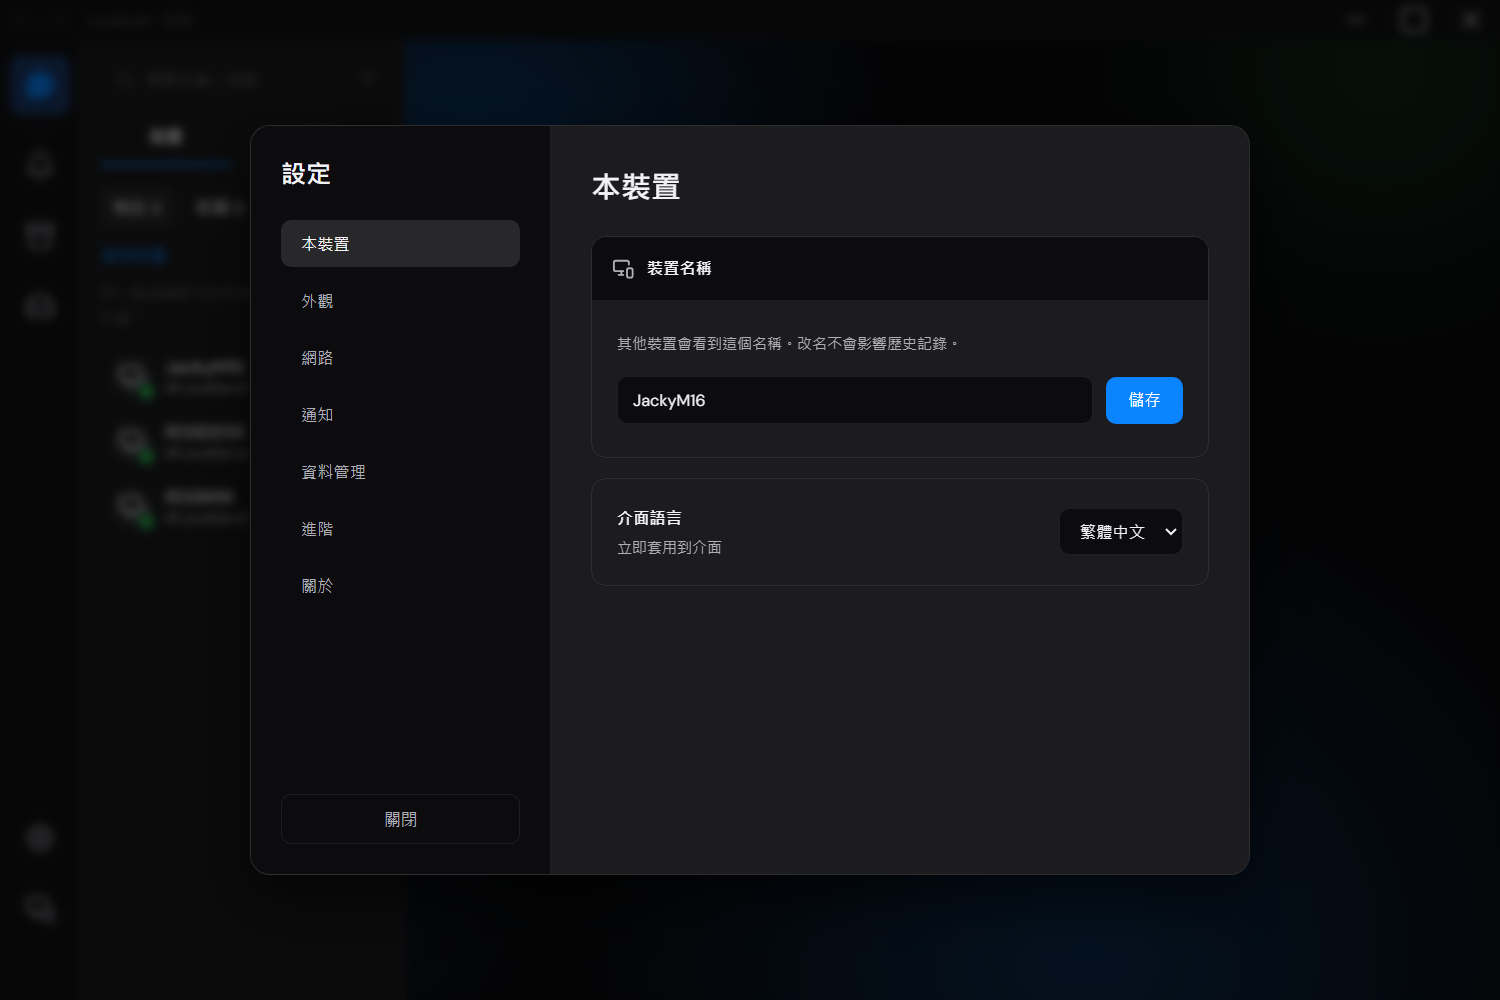 設定
本裝置
外觀
網路
通知
資料管理
進階
關於
關閉
本裝置
裝置名稱
其他裝置會看到這個名稱。改名不會影響歷史記錄。
JackyM16
儲存
介面語言
立即套用到介面
繁體中文